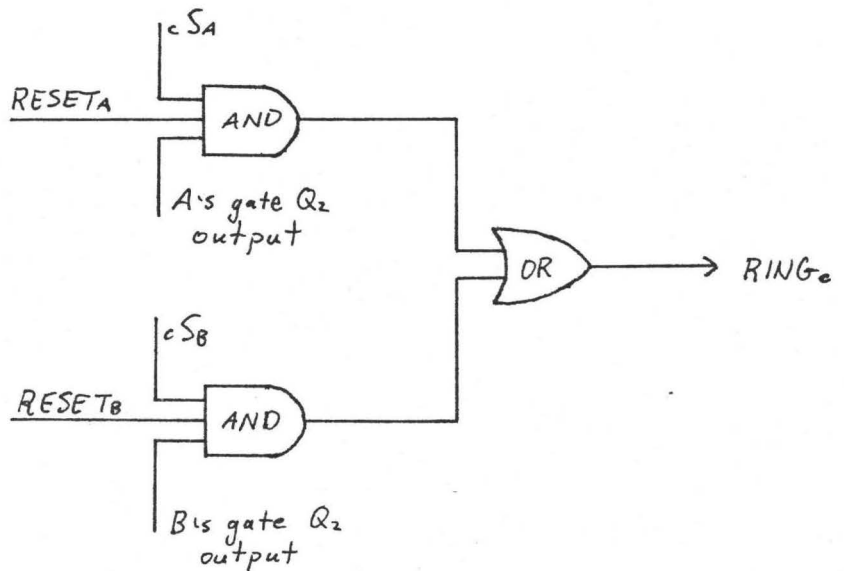 cSA
RESETA
AND
A's gate Q2
output
OR
RINGc
cSB
RESETB
AND
B's gate Q2
output